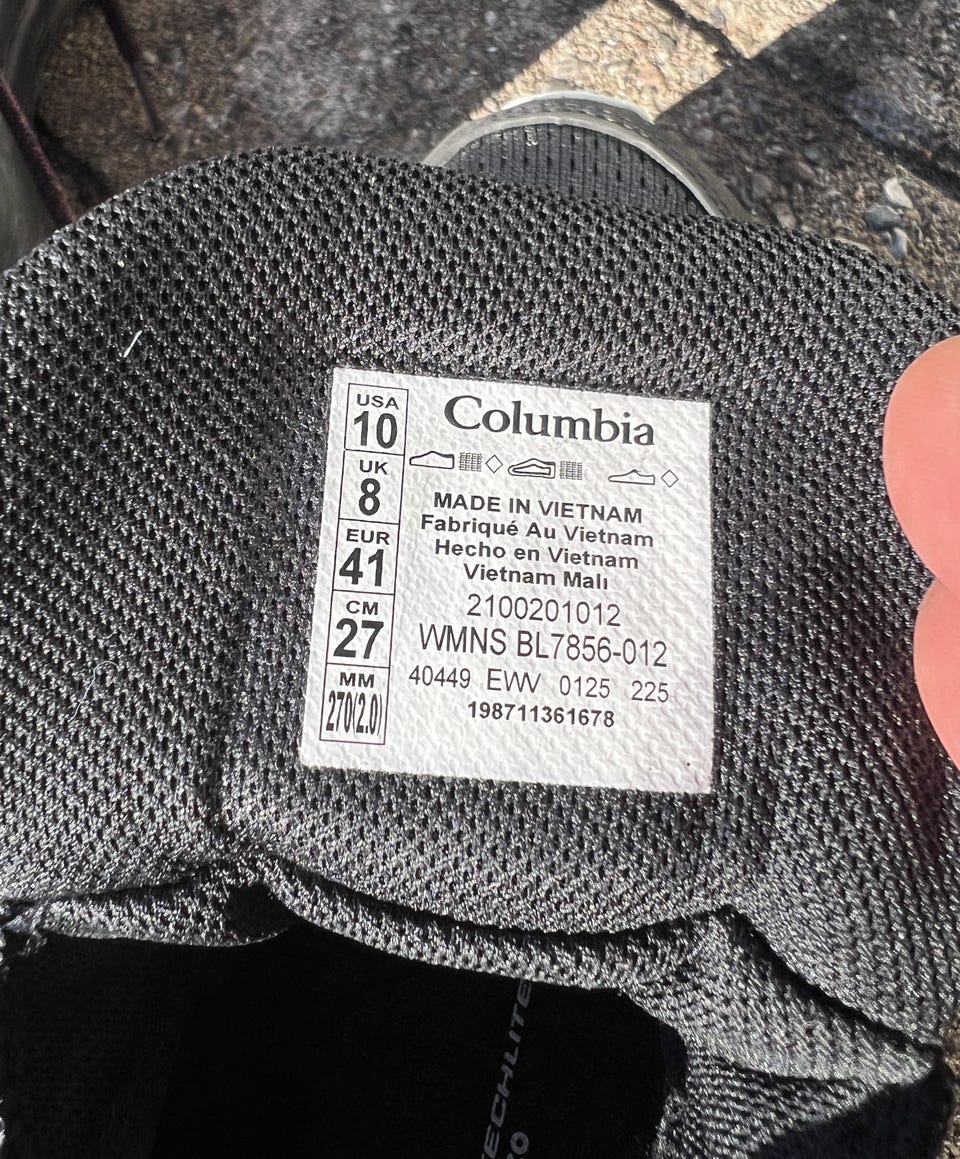 USA
10
UK
8
EUR
41
CM
27
MM
270(2.0)
Columbia
MADE IN VIETNAM
Fabriqué Au Vietnam
Hecho en Vietnam
Vietnam Malı
2100201012
WMNS BL7856-012
40449 EWV 0125 225
198711361678